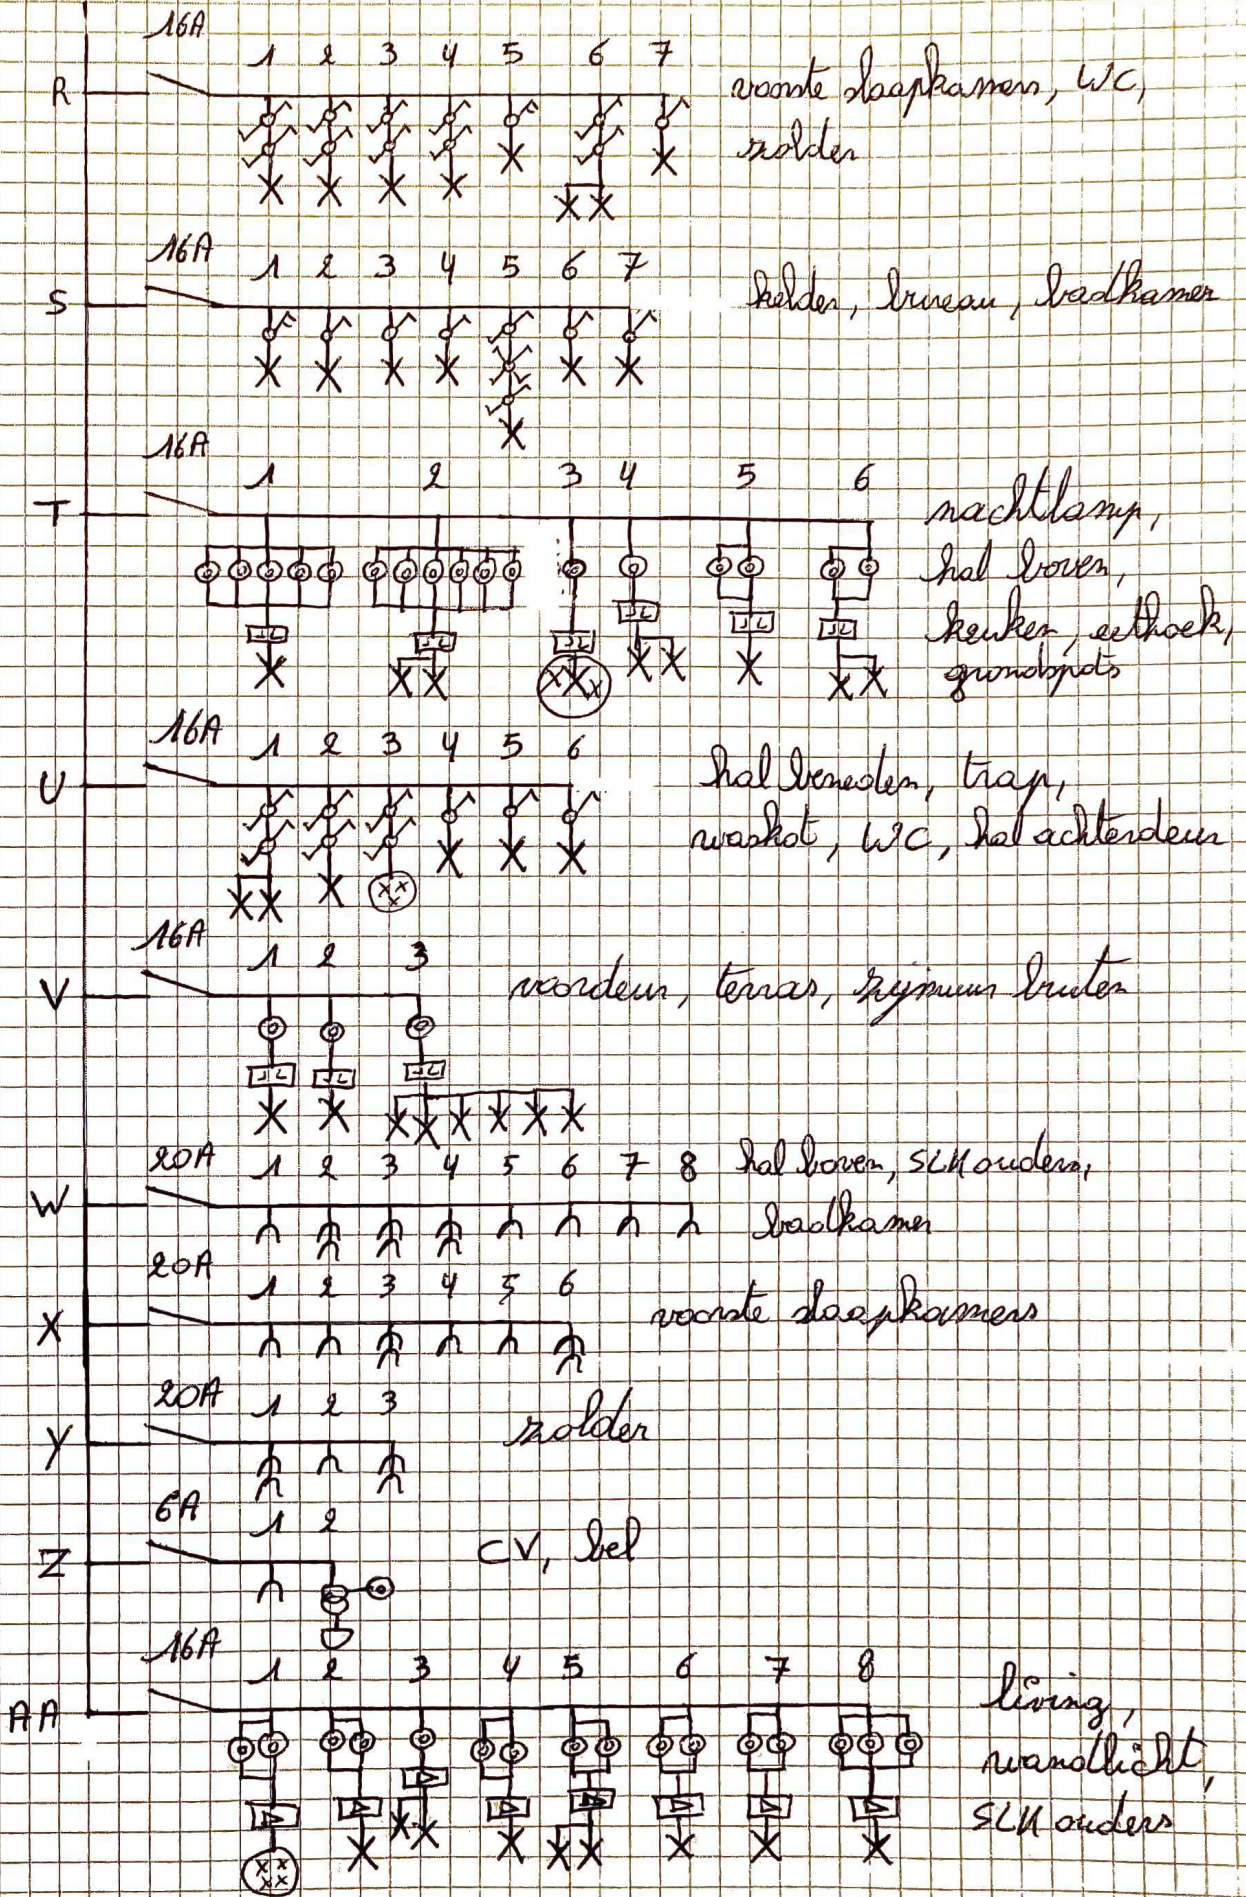 16A
1 2 3 4 5 6 7
R
voorste slaapkamers, WC,
zolder
16A
1 2 3 4 5 6 7
S
kelder, bureau, badkamer
16A
1 2 3 4 5 6
T
nachtlamp,
hal boven,
keuken, eethoek,
grondspots
16A
1 2 3 4 5 6
U
hal beneden, trap,
waskot, WC, hal achterdeur
16A
1 2 3
V
voordeur, terras, zijmuur buiten
20A
1 2 3 4 5 6 7 8
W
hal boven, SLK ouders,
badkamer
20A
1 2 3 4 5 6
X
voorste slaapkamers
20A
1 2 3
Y
zolder
6A
1 2
Z
CV, bel
16A
1 2 3 4 5 6 7 8
AA
living,
wandlicht,
SLK ouders